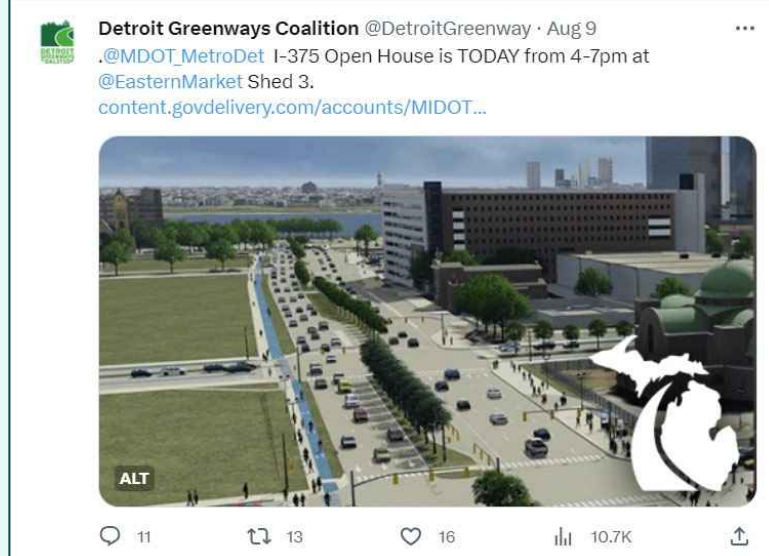 Detroit Greenways Coalition @DetroitGreenway · Aug 9
.@MDOT_MetroDet I-375 Open House is TODAY from 4-7pm at
@EasternMarket Shed 3.
content.govdelivery.com/accounts/MIDOT...
ALT
11 13 16 10.7K